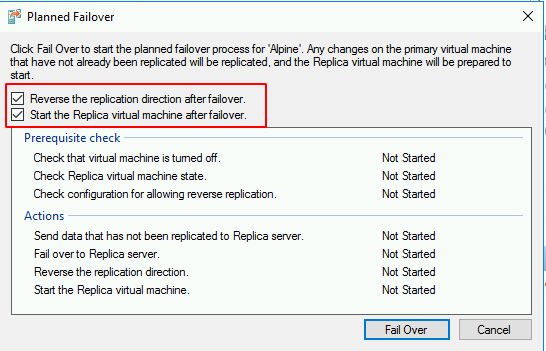 Planned Failover
Click Fail Over to start the planned failover process for 'Alpine'. Any changes on the primary virtual machine
that have not already been replicated will be replicated, and the Replica virtual machine will be prepared to
start.
Reverse the replication direction after failover.
Start the Replica virtual machine after failover.
Prerequisite check
Check that virtual machine is turned off. Not Started
Check Replica virtual machine state. Not Started
Check configuration for allowing reverse replication. Not Started
Actions
Send data that has not been replicated to Replica server. Not Started
Fail over to Replica server. Not Started
Reverse the replication direction. Not Started
Start the Replica virtual machine. Not Started
Fail Over Cancel